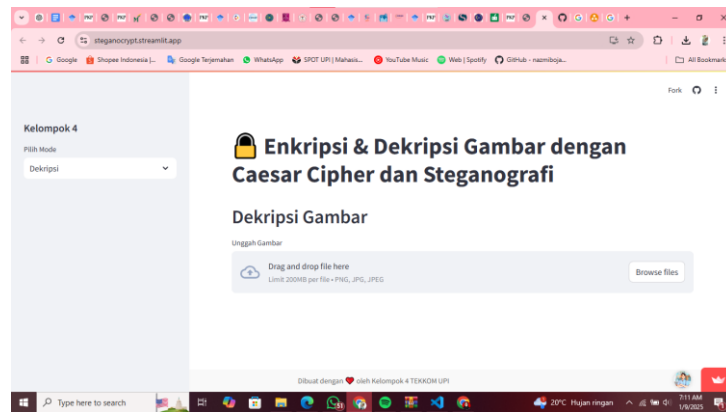 steganocrypt.streamlit.app
Google
Shopee Indonesia |...
Google Terjemahan
WhatsApp
SPOT UPI | Mahasis...
YouTube Music
Web | Spotify
GitHub - nazmiboja...
All Bookmark
Fork
Kelompok 4
Pilih Mode
Dekripsi
Enkripsi & Dekripsi Gambar dengan
Caesar Cipher dan Steganografi
Dekripsi Gambar
Unggah Gambar
Drag and drop file here
Limit 200MB per file • PNG, JPG, JPEG
Browse files
Dibuat dengan ❤ oleh Kelompok 4 TEKKOM UPI
Type here to search
20°C Hujan ringan
7:11 AM
1/9/2025